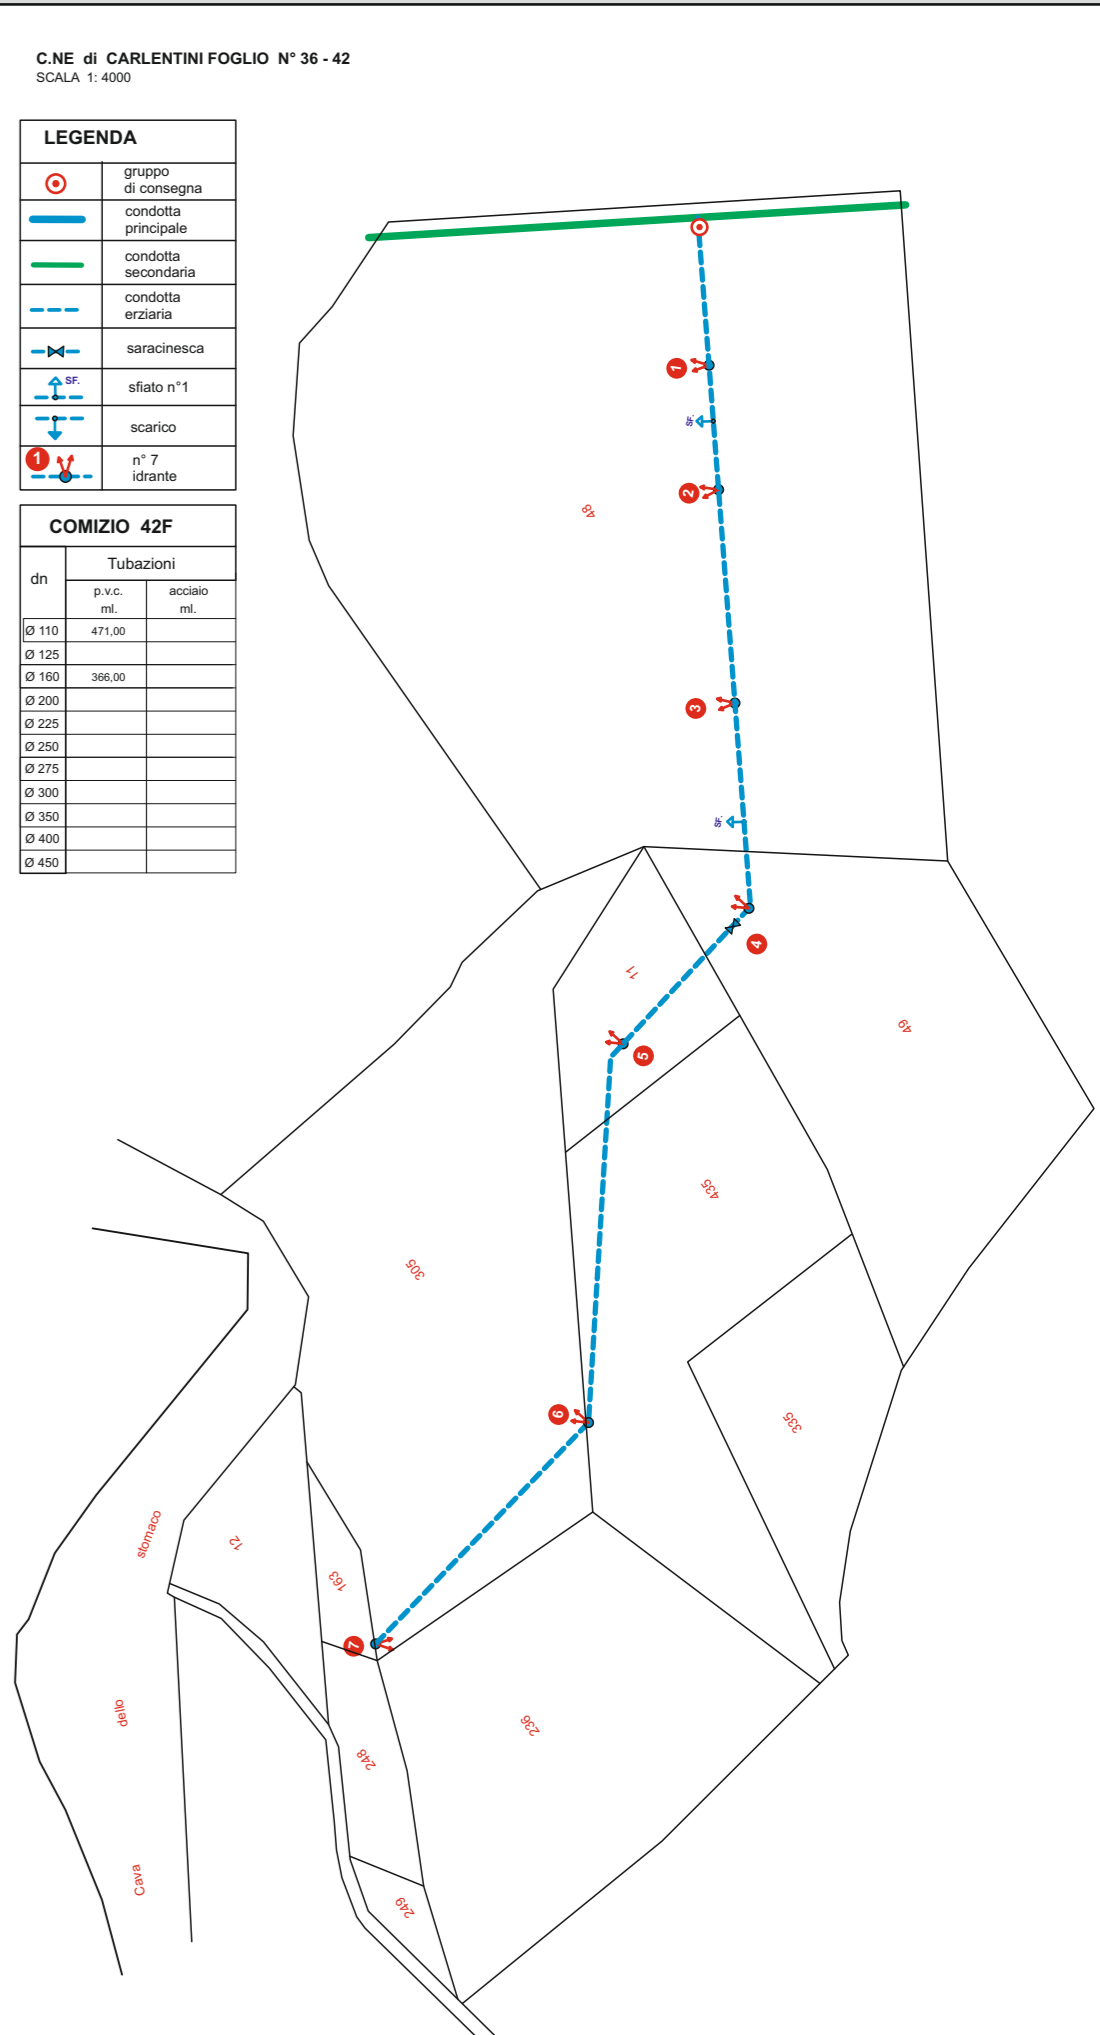 C.NE di CARLENTINI FOGLIO N° 36 - 42
SCALA 1: 4000
LEGENDA
gruppo
di consegna
condotta
principale
condotta
secondaria
condotta
erziaria
saracinesca
SF.
sfiato n°1
scarico
1
n° 7
idrante
COMIZIO 42F
dn
Tubazioni
p.v.c.
ml.
acciaio
ml.
Ø 110 471,00
Ø 125
Ø 160 366,00
Ø 200
Ø 225
Ø 250
Ø 275
Ø 300
Ø 350
Ø 400
Ø 450
1
SF.
2
48
3
SF.
4
11
49
5
435
305
6
335
stomaco
12
163
7
dello
236
248
Cava
249